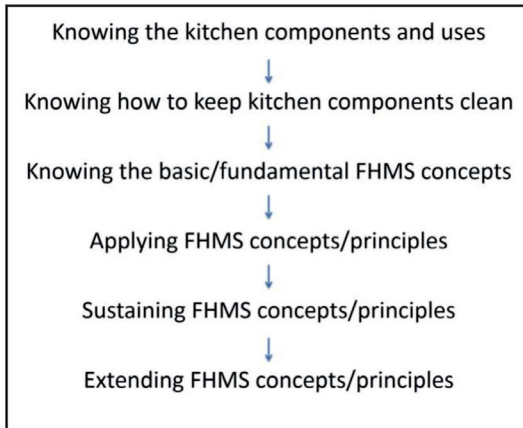 Knowing the kitchen components and uses
Knowing how to keep kitchen components clean
Knowing the basic/fundamental FHMS concepts
Applying FHMS concepts/principles
Sustaining FHMS concepts/principles
Extending FHMS concepts/principles